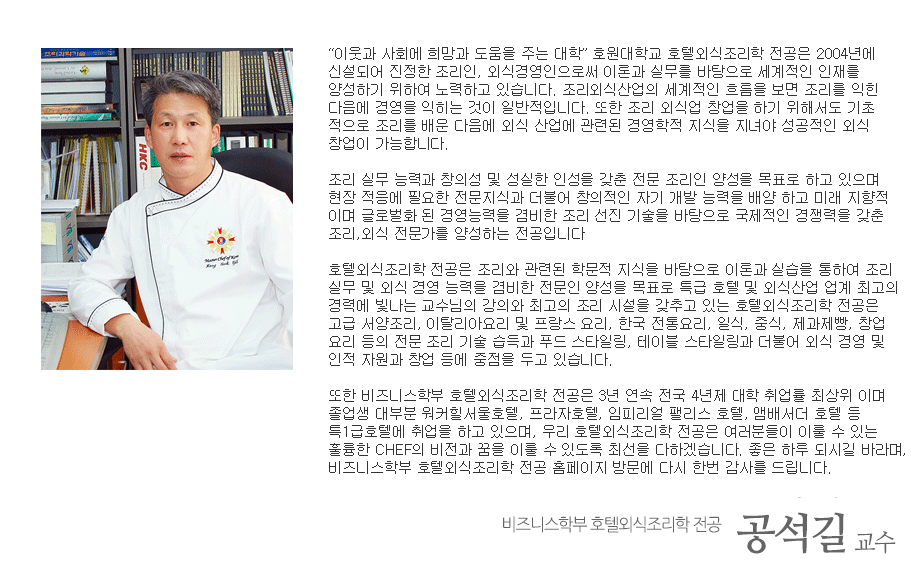 “이웃과 사회에 희망과 도움을 주는 대학” 호원대학교 호텔외식조리학 전공은 2004년에
신설되어 진정한 조리인, 외식경영인으로써 이론과 실무를 바탕으로 세계적인 인재를
양성하기 위하여 노력하고 있습니다. 조리외식산업의 세계적인 흐름을 보면 조리를 익힌
다음에 경영을 익히는 것이 일반적입니다. 또한 조리 외식업 창업을 하기 위해서도 기초
적으로 조리를 배운 다음에 외식 산업에 관련된 경영학적 지식을 지녀야 성공적인 외식
창업이 가능합니다.
조리 실무 능력과 창의성 및 성실한 인성을 갖춘 전문 조리인 양성을 목표로 하고 있으며
현장 적응에 필요한 전문지식과 더불어 창의적인 자기 개발 능력을 배양 하고 미래 지향적
이며 글로벌화 된 경영능력을 겸비한 조리 선진 기술을 바탕으로 국제적인 경쟁력을 갖춘
조리,외식 전문가를 양성하는 전공입니다
호텔외식조리학 전공은 조리와 관련된 학문적 지식을 바탕으로 이론과 실습을 통하여 조리
실무 및 외식 경영 능력을 겸비한 전문인 양성을 목표로 특급 호텔 및 외식산업 업계 최고의
경력에 빛나는 교수님의 강의와 최고의 조리 시설을 갖추고 있는 호텔외식조리학 전공은
고급 서양조리, 이탈리아요리 및 프랑스 요리, 한국 전통요리, 일식, 중식, 제과제빵, 창업
요리 등의 전문 조리 기술 습득과 푸드 스타일링, 테이블 스타일링과 더불어 외식 경영 및
인적 자원과 창업 등에 중점을 두고 있습니다.
또한 비즈니스학부 호텔외식조리학 전공은 3년 연속 전국 4년제 대학 취업률 최상위 이며
졸업생 대부분 워커힐서울호텔, 프라자호텔, 임피리얼 팰리스 호텔, 앰배서더 호텔 등
특1급호텔에 취업을 하고 있으며, 우리 호텔외식조리학 전공은 여러분들이 이룰 수 있는
훌륭한 CHEF의 비전과 꿈을 이룰 수 있도록 최선을 다하겠습니다. 좋은 하루 되시길 바라며,
비즈니스학부 호텔외식조리학 전공 홈페이지 방문에 다시 한번 감사를 드립니다.
비즈니스학부 호텔외식조리학 전공 공석길 교수
HKC